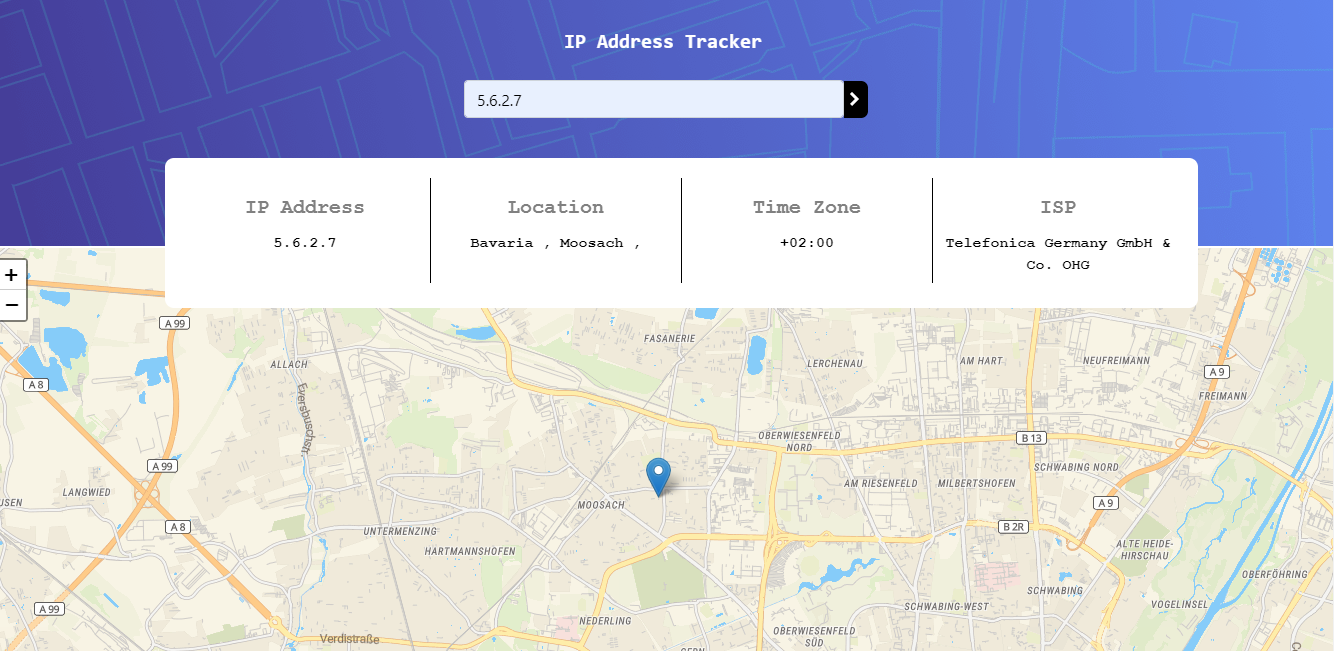 IP Address Tracker
5.6.2.7
IP Address
5.6.2.7
Location
Bavaria , Moosach ,
Time Zone
+02:00
ISP
Telefonica Germany GmbH &
Co. OHG
+
−
A 99
FASANERIE
ALLACH
LERCHENAU
AM HART
NEUFREIMANN
A 8
A 9
FREIMANN
Eversbuschstr
OBERWIESENFELD
NORD
B 13
A 99
SCHWABING NORD
LANGWIED
AM RIESENFELD
MILBERTSHOFEN
USEN
MOOSACH
A 9
A 8
UNTERMENZING
B 2R
HARTMANNSHOFEN
ALTE HEIDE-
HIRSCHAU
OBERFÖHRING
SCHWABING
A 99
SCHWABING-WEST
VOGELINSEL
NEDERLING
Verdistraße
OBERWIESENFELD
SÜD
GERN